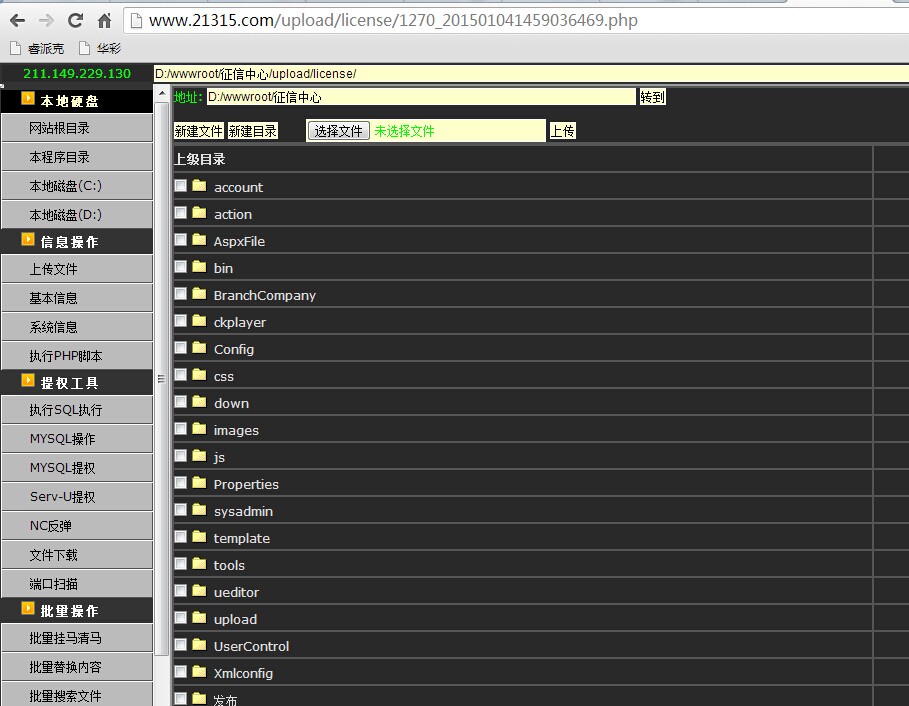 www.21315.com/upload/license/1270_201501041459036469.php
睿派克 华彩
211.149.229.130
D:/wwwroot/征信中心/upload/license/
本地硬盘
网站根目录
本程序目录
本地磁盘(C:)
本地磁盘(D:)
信息操作
上传文件
基本信息
系统信息
执行PHP脚本
提权工具
执行SQL执行
MYSQL操作
MYSQL提权
Serv-U提权
NC反弹
文件下载
端口扫描
批量操作
批量挂马清马
批量替换内容
批量搜索文件
地址: D:/wwwroot/征信中心 转到
新建文件 新建目录 选择文件 未选择文件 上传
上级目录
account
action
AspxFile
bin
BranchCompany
ckplayer
Config
css
down
images
js
Properties
sysadmin
template
tools
ueditor
upload
UserControl
Xmlconfig
发布